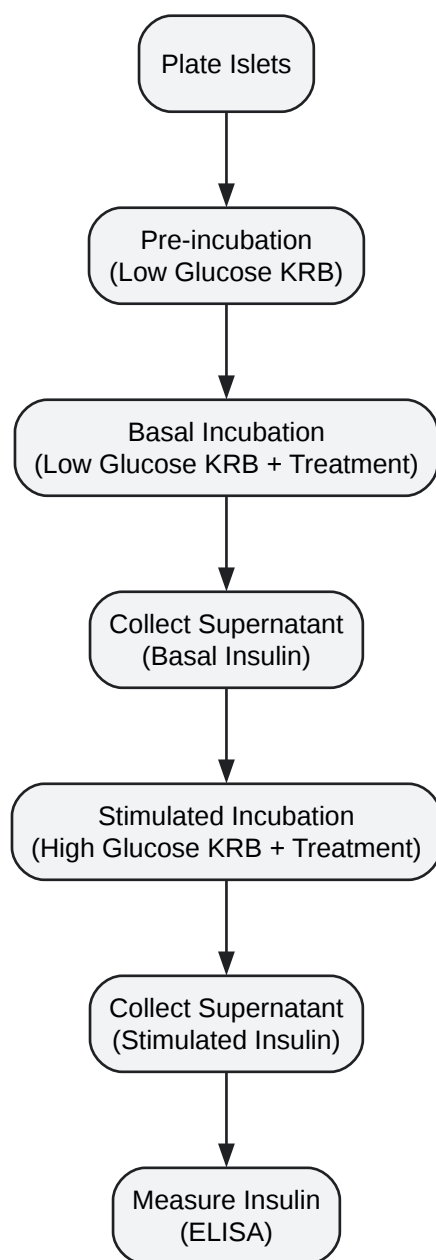 Plate Islets
Pre-incubation
(Low Glucose KRB)
Basal Incubation
(Low Glucose KRB + Treatment)
Collect Supernatant
(Basal Insulin)
Stimulated Incubation
(High Glucose KRB + Treatment)
Collect Supernatant
(Stimulated Insulin)
Measure Insulin
(ELISA)